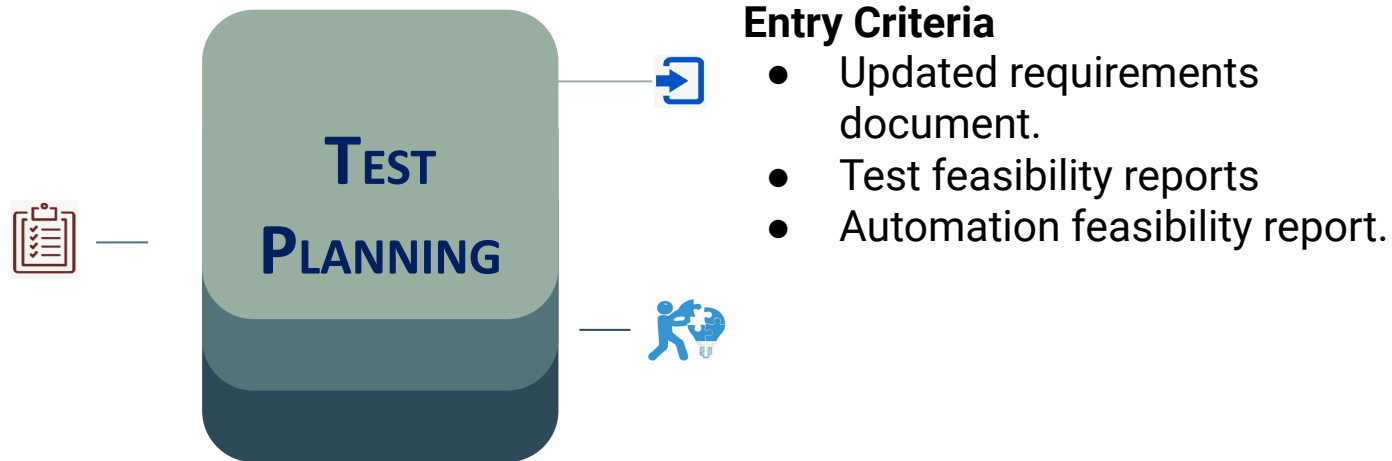 TEST
PLANNING
Entry Criteria
● Updated requirements
document.
● Test feasibility reports
● Automation feasibility report.